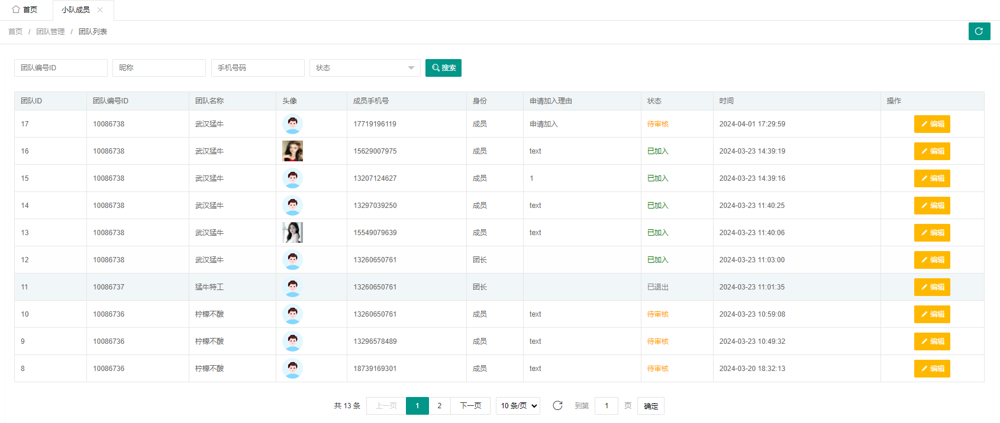 首页 小队成员
首页 / 团队管理 / 团队列表
团队编号ID 昵称 手机号码 状态 搜索
团队ID 团队编号ID 团队名称 头像 成员手机号 身份 申请加入理由 状态 时间 操作
17 10086738 武汉猛牛 17719196119 成员 申请加入 待审核 2024-04-01 17:29:59 编辑
16 10086738 武汉猛牛 15629007975 成员 text 已加入 2024-03-23 14:39:19 编辑
15 10086738 武汉猛牛 13207124627 成员 1 已加入 2024-03-23 14:39:16 编辑
14 10086738 武汉猛牛 13297039250 成员 text 已加入 2024-03-23 11:40:25 编辑
13 10086738 武汉猛牛 15549079639 成员 text 已加入 2024-03-23 11:40:06 编辑
12 10086738 武汉猛牛 13260650761 团长 已加入 2024-03-23 11:03:00 编辑
11 10086737 猛牛特工 13260650761 团长 已退出 2024-03-23 11:01:35 编辑
10 10086736 柠檬不酸 13260650761 成员 text 待审核 2024-03-23 10:59:08 编辑
9 10086736 柠檬不酸 13296578489 成员 text 待审核 2024-03-23 10:49:32 编辑
8 10086736 柠檬不酸 18739169301 成员 text 待审核 2024-03-20 18:32:13 编辑
共 13 条 上一页 1 2 下一页 10 条/页 到第 1 页 确定